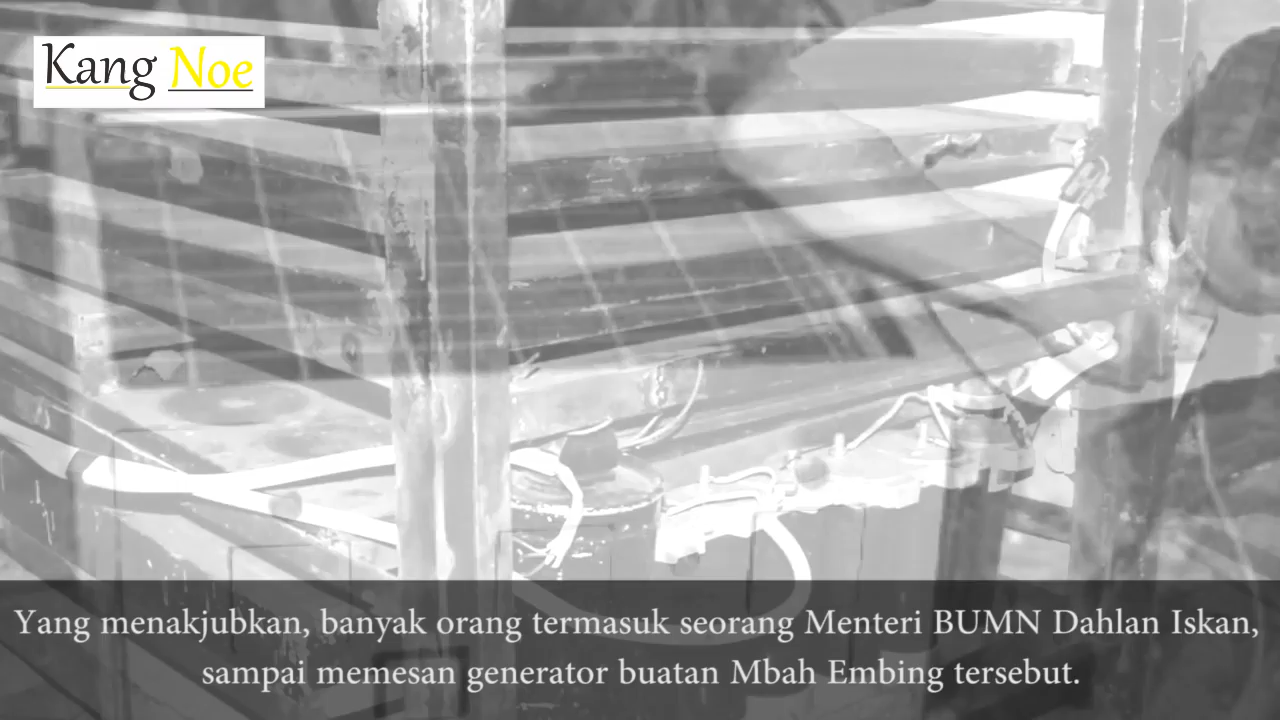 Kang Noe
Yang menakjubkan, banyak orang termasuk seorang Menteri BUMN Dahlan Iskan,
sampai memesan generator buatan Mbah Embing tersebut.